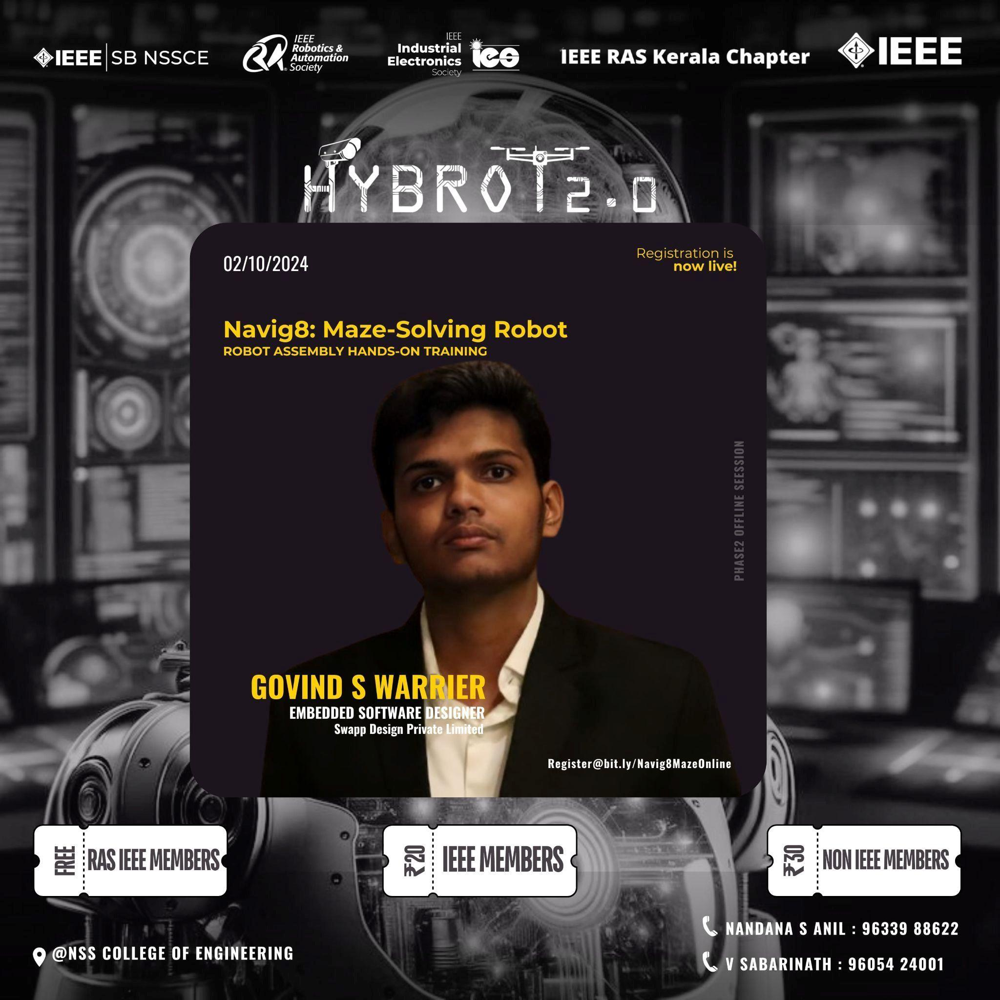 IEEE SB NSSCE
IEEE
Robotics &
Automation
Society
IEEE
Industrial
Electronics
Society
ies
IEEE RAS Kerala Chapter
IEEE
HYBROT 2.0
02/10/2024
Registration is
now live!
Navig8: Maze-Solving Robot
ROBOT ASSEMBLY HANDS-ON TRAINING
PHASE2 OFFLINE SEESSION
GOVIND S WARRIER
EMBEDDED SOFTWARE DESIGNER
Swapp Design Private Limited
Register@bit.ly/Navig8MazeOnline
FREE RAS IEEE MEMBERS
₹20 IEEE MEMBERS
₹30 NON IEEE MEMBERS
@NSS COLLEGE OF ENGINEERING
NANDANA S ANIL : 96339 88622
V SABARINATH : 96054 24001